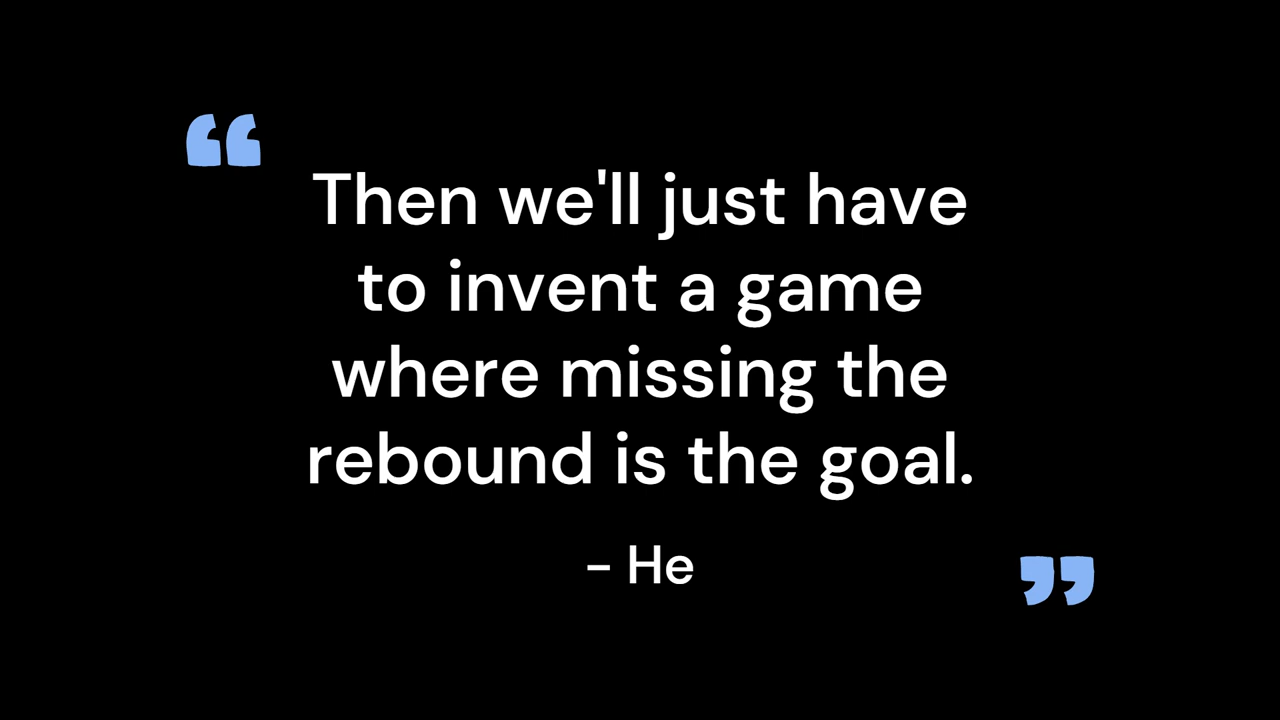 “
Then we'll just have
to invent a game
where missing the
rebound is the goal.
– He
”